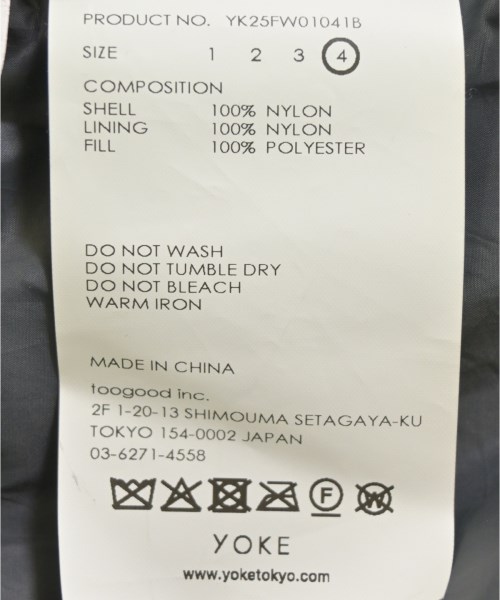 PRODUCT NO. YK25FW01041B
SIZE 1 2 3 4
COMPOSITION
SHELL 100% NYLON
LINING 100% NYLON
FILL 100% POLYESTER
DO NOT WASH
DO NOT TUMBLE DRY
DO NOT BLEACH
WARM IRON
MADE IN CHINA
toogood inc.
2F 1-20-13 SHIMOUMA SETAGAYA-KU
TOKYO 154-0002 JAPAN
03-6271-4558
F W
YOKE
www.yoketokyo.com